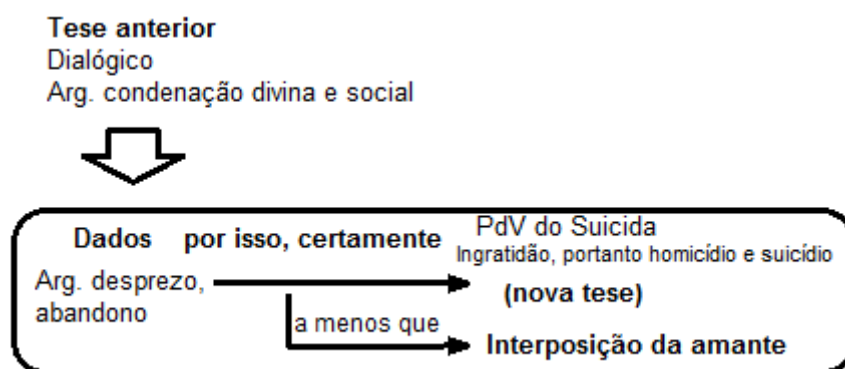 Tese anterior
Dialógico
Arg. condenação divina e social
Dados por isso, certamente PdV do Suicida
Ingratidão, portanto homicídio e suicídio
Arg. desprezo,
abandono
(nova tese)
a menos que
Interposição da amante